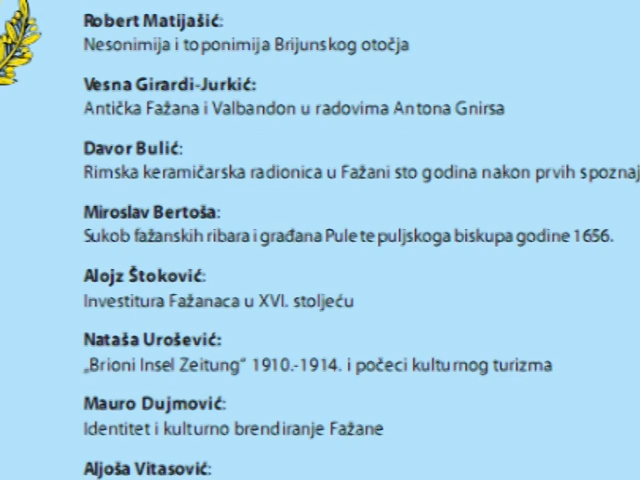 Robert Matijašić:
Nesonimija i toponimija Brijunskog otočja
Vesna Girardi-Jurkić:
Antička Fažana i Valbandon u radovima Antona Gnirsa
Davor Bulić:
Rimska keramičarska radionica u Fažani sto godina nakon prvih spoznaj
Miroslav Bertoša:
Sukob fažanskih ribara i građana Pule te puljskoga biskupa godine 1656.
Alojz Štoković:
Investitura Fažanaca u XVI. stoljeću
Nataša Urošević:
„Brioni Insel Zeitung“ 1910.-1914. i počeci kulturnog turizma
Mauro Dujmović:
Identitet i kulturno brendiranje Fažane
Aljoša Vitasović: